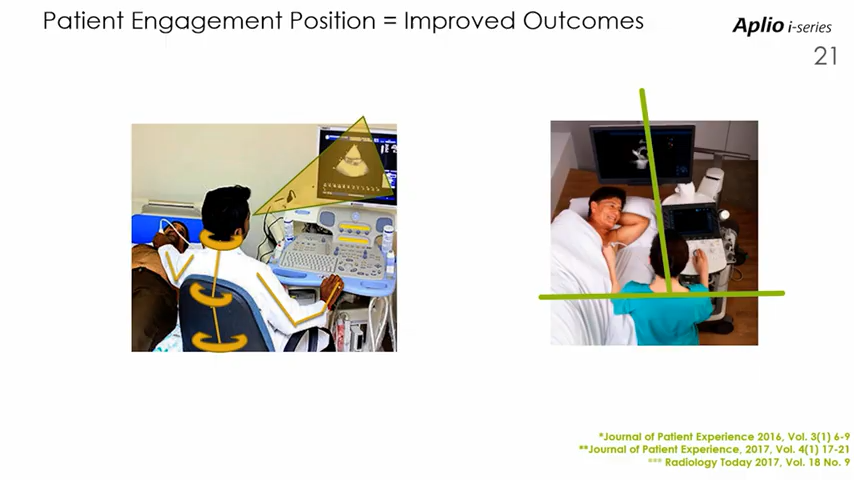 Patient Engagement Position = Improved Outcomes
Aplio i-series
21
*Journal of Patient Experience 2016, Vol. 3(1) 6-9
**Journal of Patient Experience, 2017, Vol. 4(1) 17-21
*** Radiology Today 2017, Vol. 18 No. 9